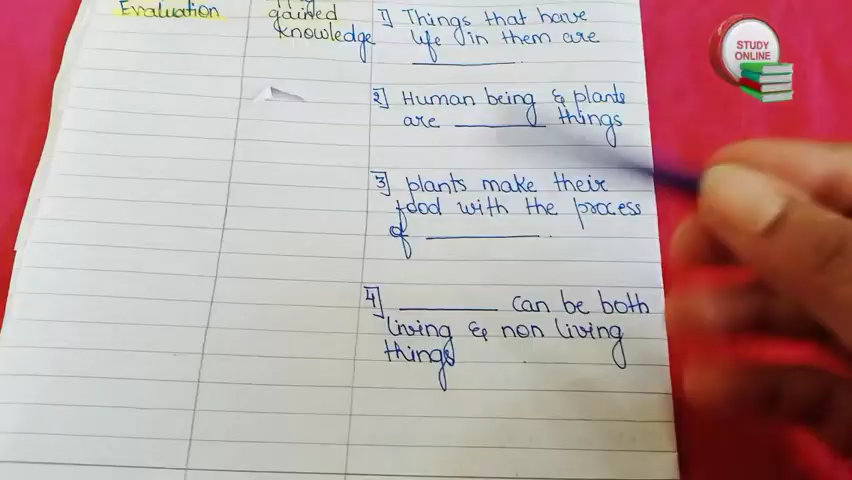 Evaluation
gained
knowledge
1] Things that have
life in them are
2] Human being & plants
are ________ things
3] plants make their
food with the process
of ________.
4] ________ can be both
living & non living
things
STUDY
ONLINE